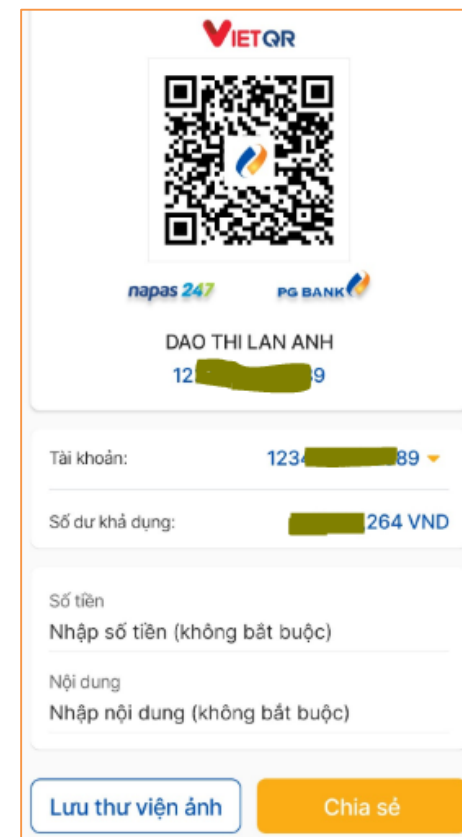 VIETQR
napas 247
PG BANK
DAO THI LAN ANH
12 9
Tài khoản: 1234 89
Số dư khả dụng: 264 VND
Số tiền
Nhập số tiền (không bắt buộc)
Nội dung
Nhập nội dung (không bắt buộc)
Lưu thư viện ảnh
Chia sẻ